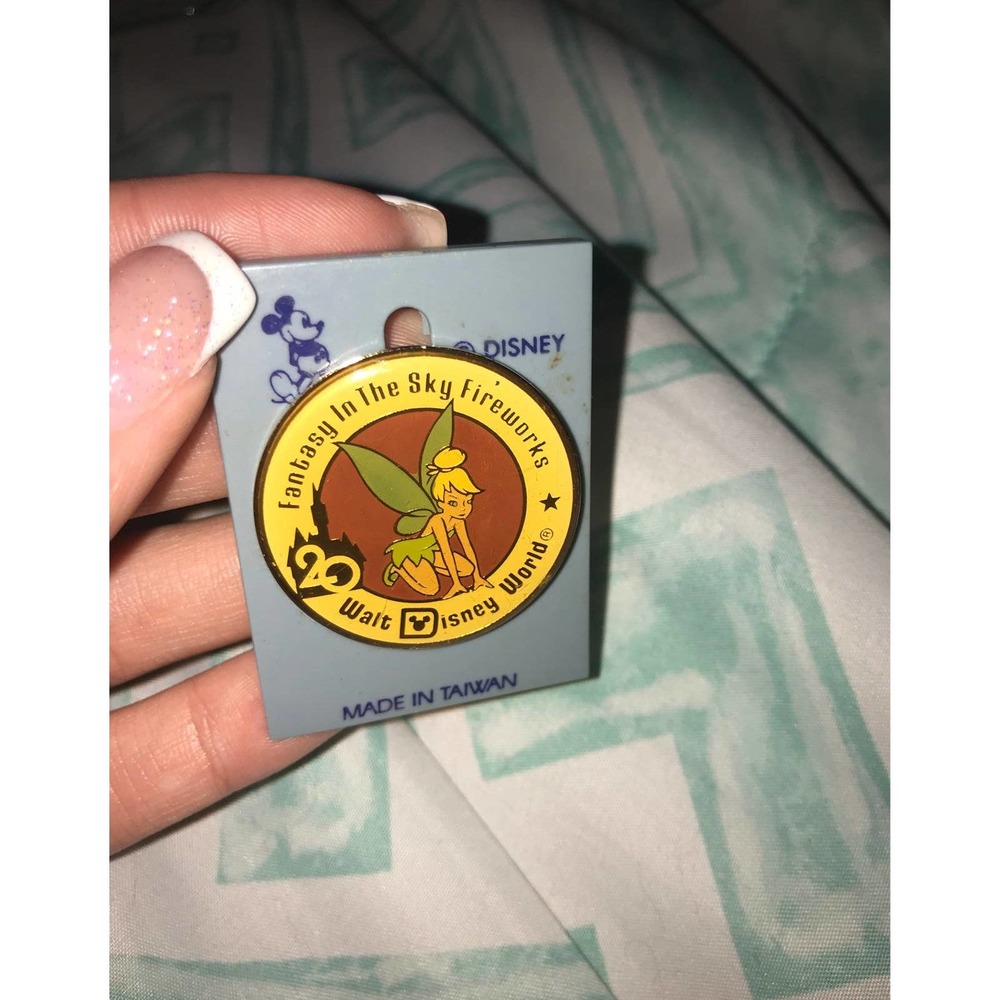 © DISNEY
Fantasy In The Sky Fireworks
20
Walt Disney World®
MADE IN TAIWAN